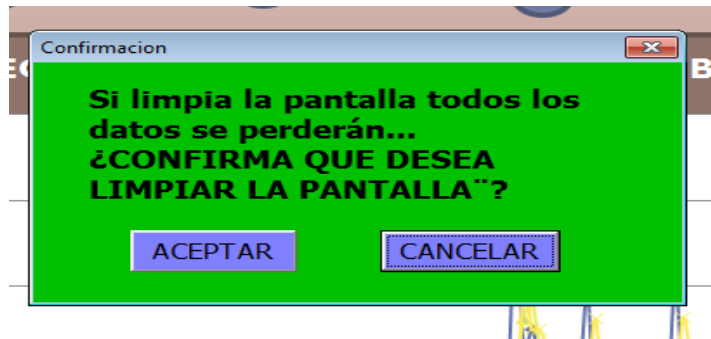 Confirmacion
Si limpia la pantalla todos los
datos se perderán...
¿CONFIRMA QUE DESEA
LIMPIAR LA PANTALLA¨?
ACEPTAR
CANCELAR